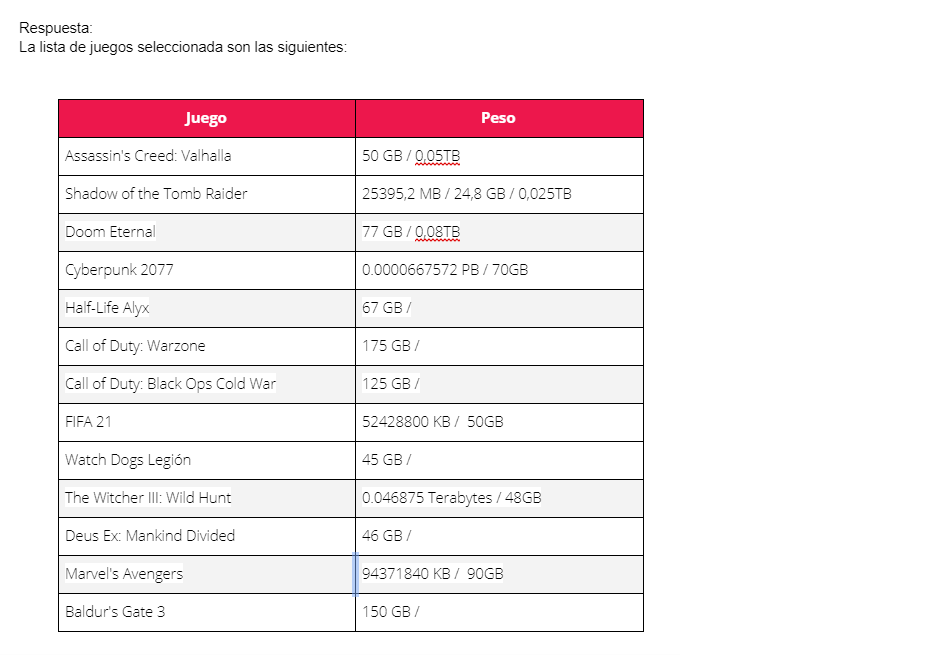 Respuesta:
La lista de juegos seleccionada son las siguientes:
Juego Peso
Assassin's Creed: Valhalla 50 GB / 0,05TB
Shadow of the Tomb Raider 25395,2 MB / 24,8 GB / 0,025TB
Doom Eternal 77 GB / 0,08TB
Cyberpunk 2077 0.0000667572 PB / 70GB
Half-Life Alyx 67 GB /
Call of Duty: Warzone 175 GB /
Call of Duty: Black Ops Cold War 125 GB /
FIFA 21 52428800 KB / 50GB
Watch Dogs Legión 45 GB /
The Witcher III: Wild Hunt 0.046875 Terabytes / 48GB
Deus Ex: Mankind Divided 46 GB /
Marvel's Avengers 94371840 KB / 90GB
Baldur's Gate 3 150 GB /